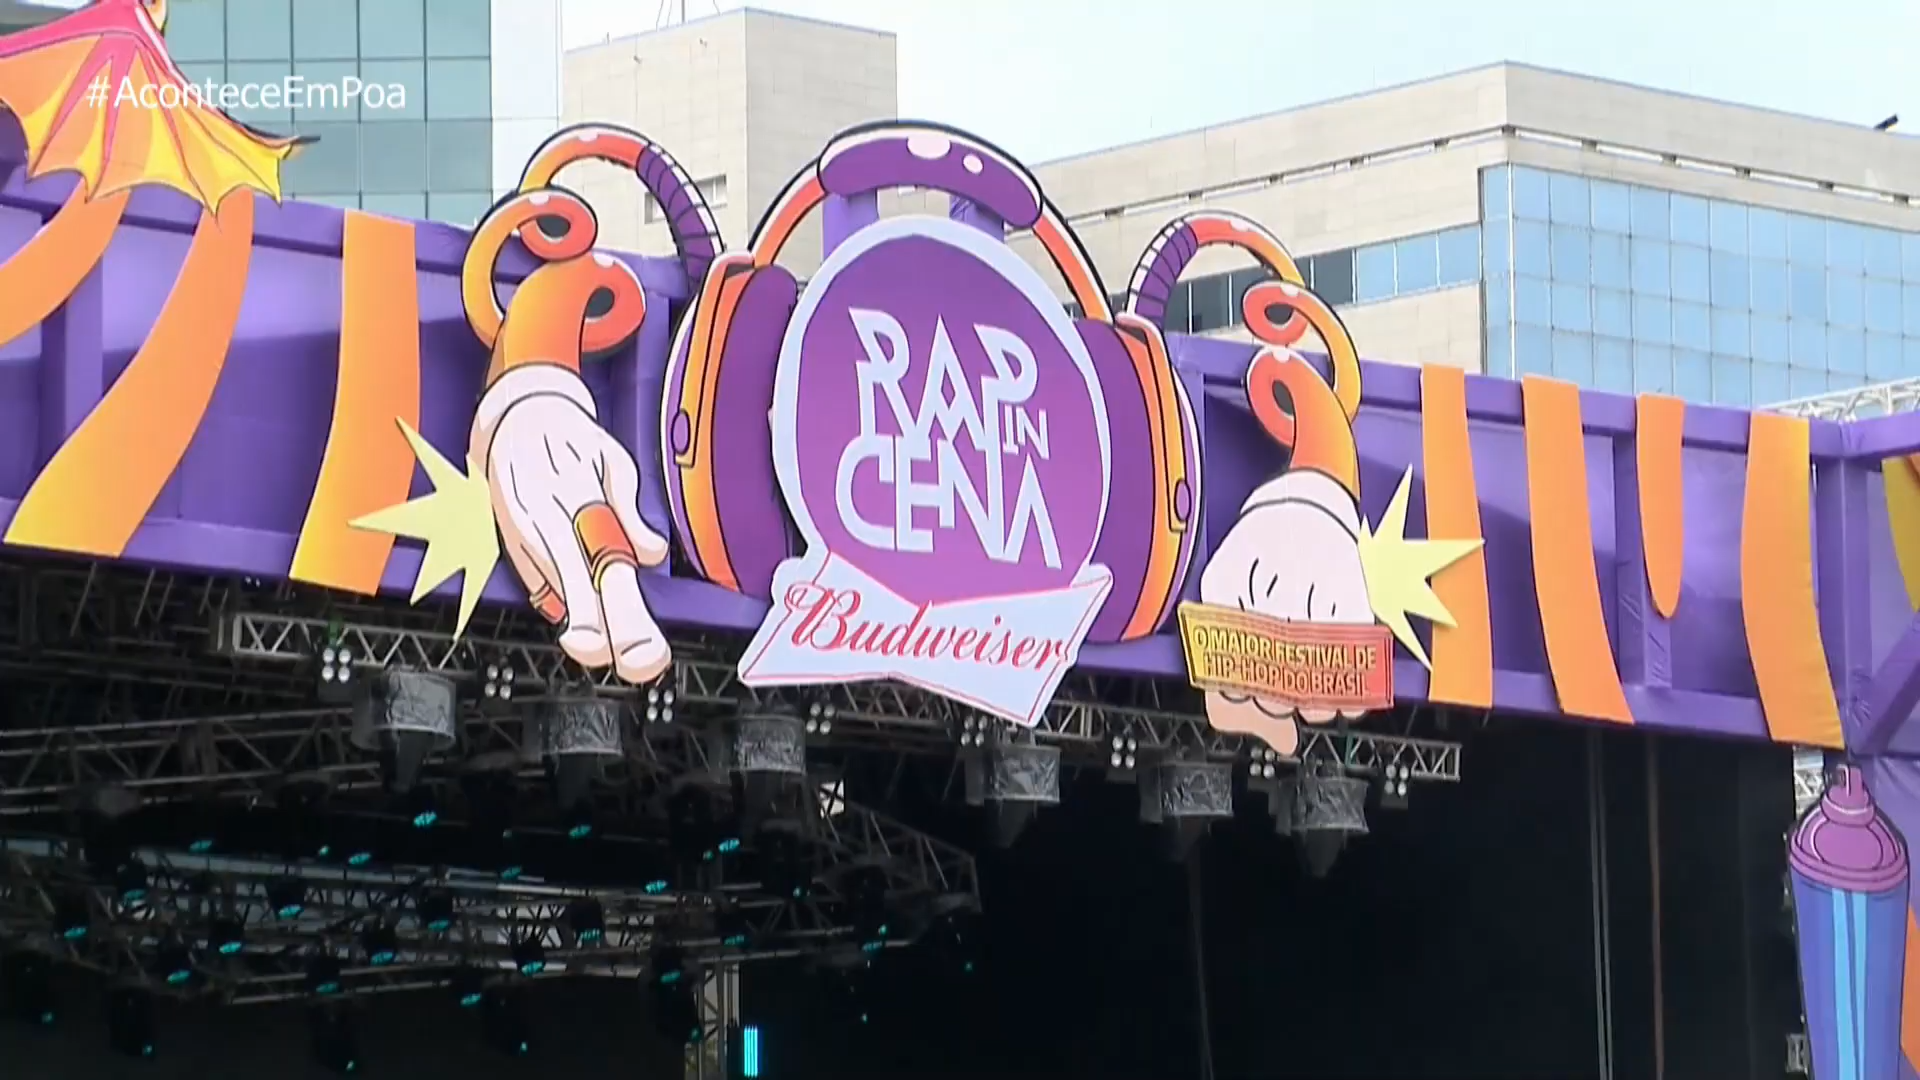 #AconteceEmPoa
RAP
IN
CENA
Budweiser
O MAIOR FESTIVAL DE
HIP-HOP DO BRASIL